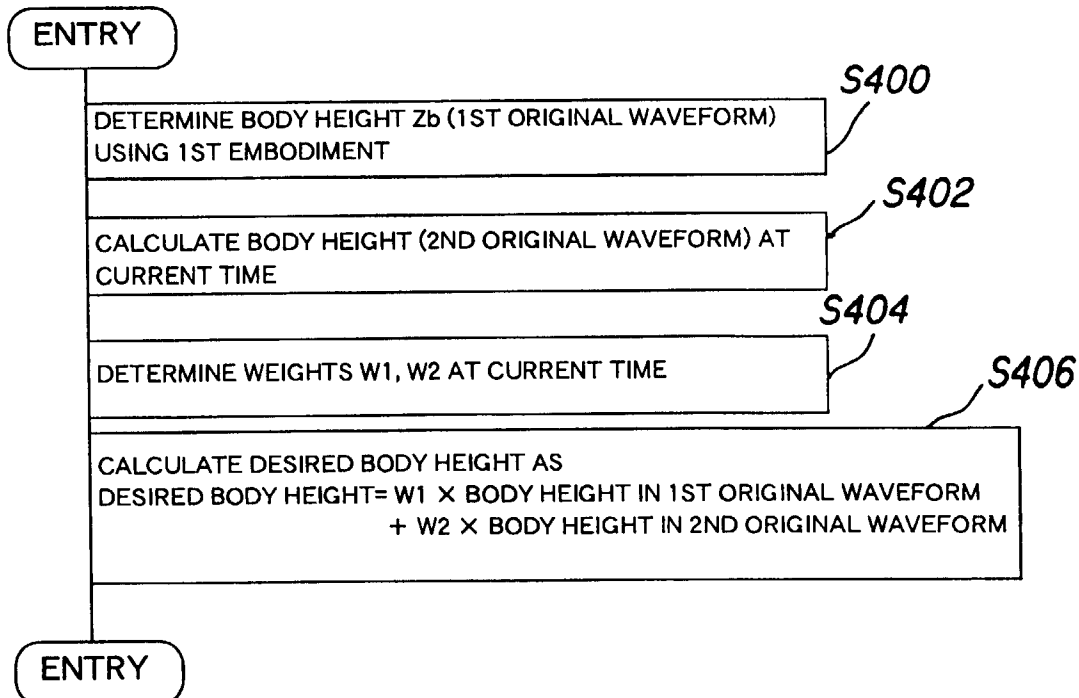 ENTRY
S400
DETERMINE BODY HEIGHT Zb (1ST ORIGINAL WAVEFORM)
USING 1ST EMBODIMENT
S402
CALCULATE BODY HEIGHT (2ND ORIGINAL WAVEFORM) AT
CURRENT TIME
S404
DETERMINE WEIGHTS W1, W2 AT CURRENT TIME
S406
CALCULATE DESIRED BODY HEIGHT AS
DESIRED BODY HEIGHT= W1 × BODY HEIGHT IN 1ST ORIGINAL WAVEFORM
+ W2 × BODY HEIGHT IN 2ND ORIGINAL WAVEFORM
ENTRY